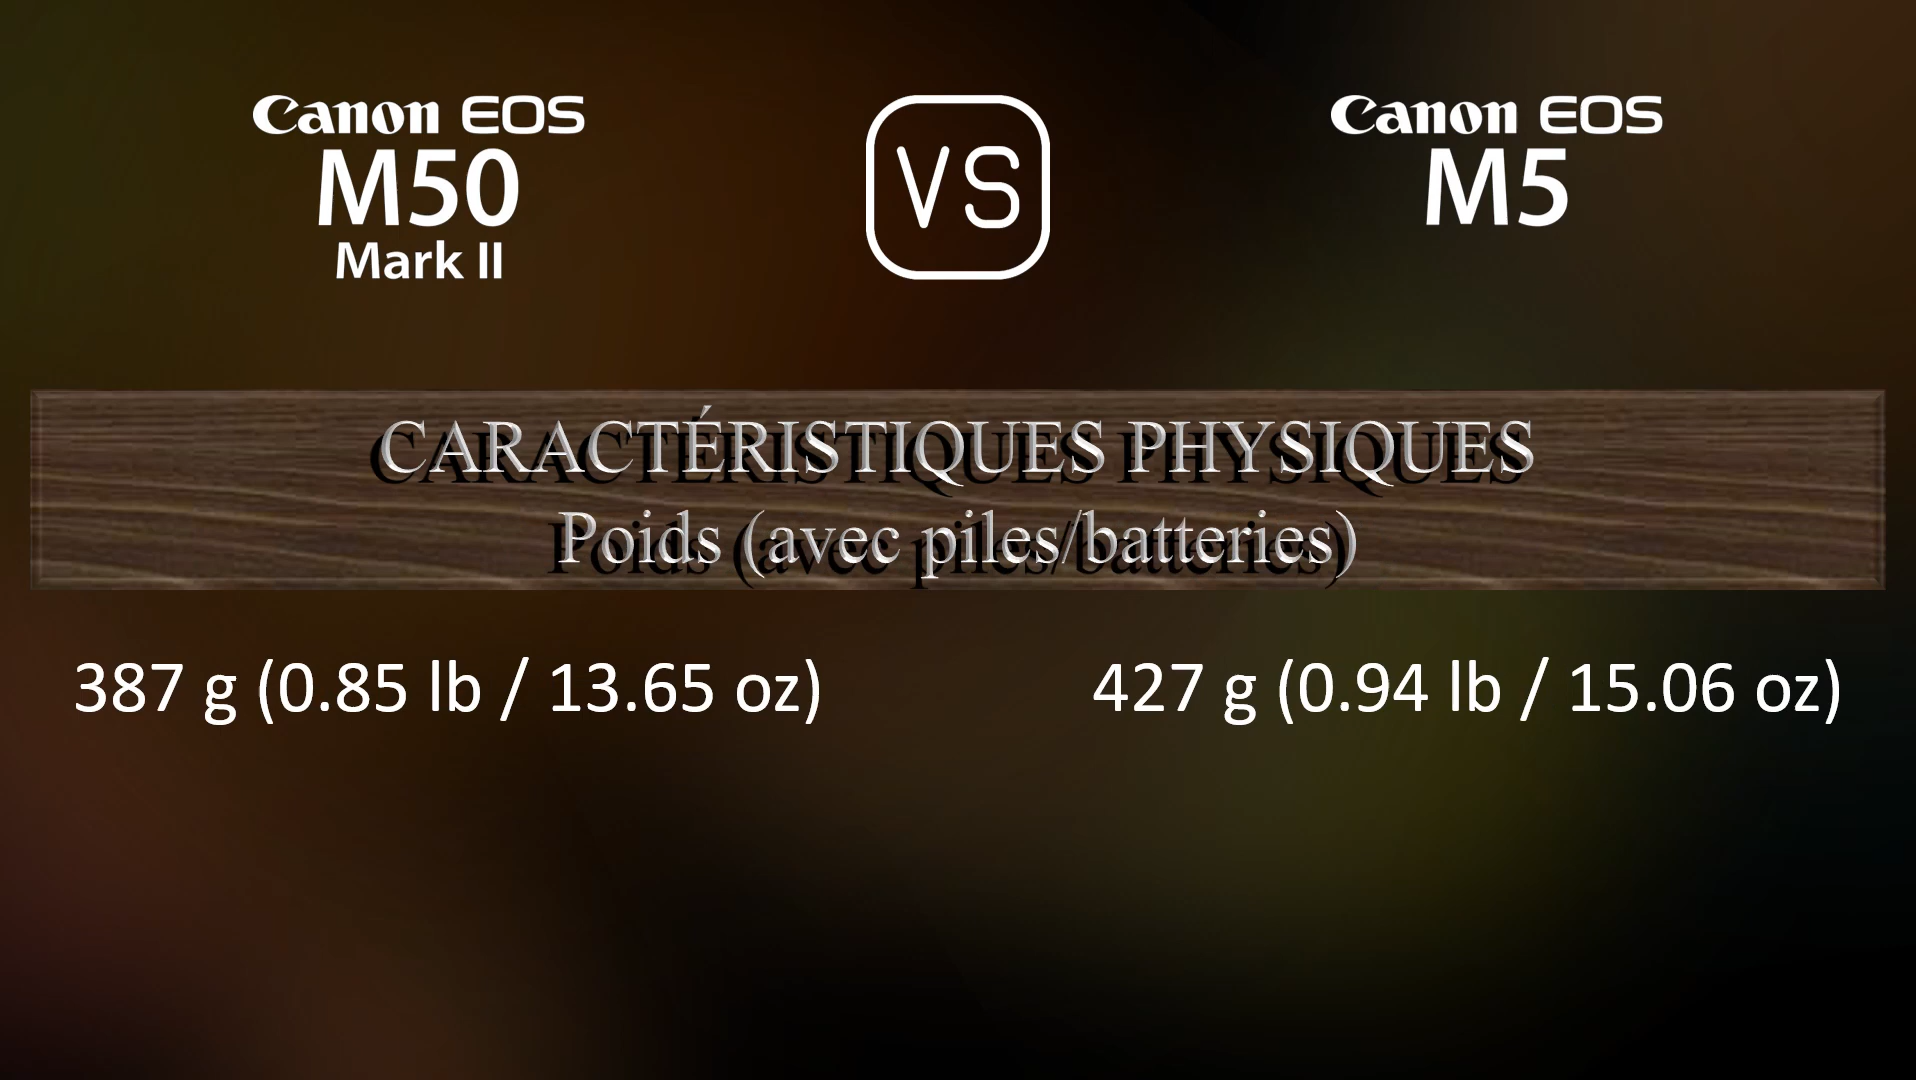 Canon EOS
M50
Mark II
VS
Canon EOS
M5
CARACTÉRISTIQUES PHYSIQUES
Poids (avec piles/batteries)
387 g (0.85 lb / 13.65 oz)
427 g (0.94 lb / 15.06 oz)